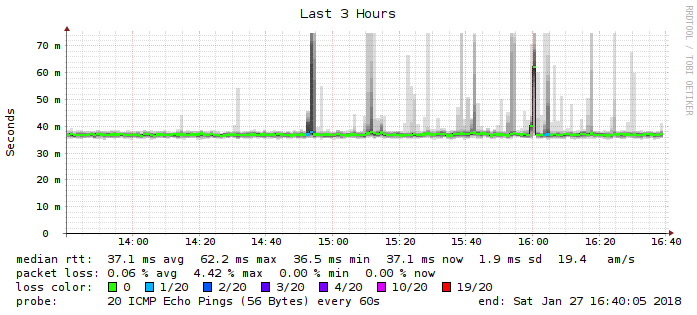 Last 3 Hours
RRDTOOL / TOBI OETIKER
Seconds
70 m
60 m
50 m
40 m
30 m
20 m
10 m
0
14:00 14:20 14:40 15:00 15:20 15:40 16:00 16:20 16:40
median rtt: 37.1 ms avg 62.2 ms max 36.5 ms min 37.1 ms now 1.9 ms sd 19.4 am/s
packet loss: 0.06 % avg 4.42 % max 0.00 % min 0.00 % now
loss color: 0 1/20 2/20 3/20 4/20 10/20 19/20
probe: 20 ICMP Echo Pings (56 Bytes) every 60s end: Sat Jan 27 16:40:05 2018